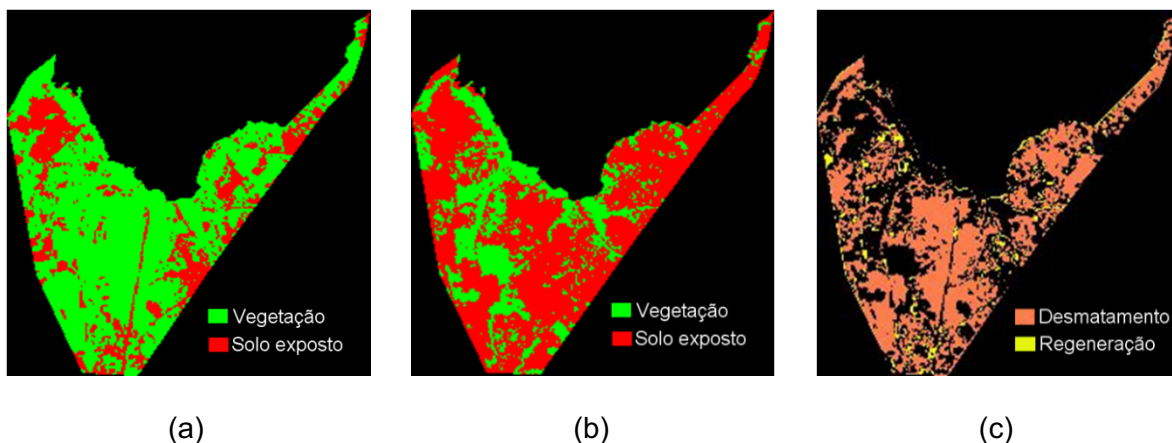 Vegetação
Solo exposto
Vegetação
Solo exposto
Desmatamento
Regeneração
(a)
(b)
(c)